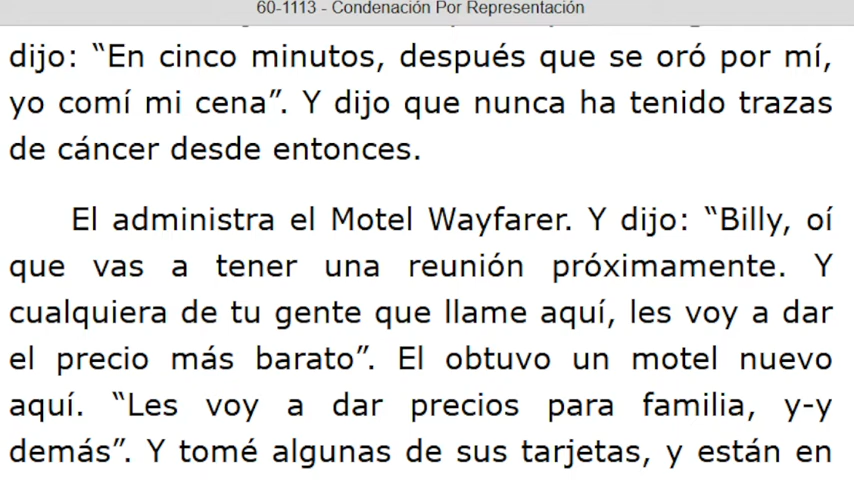 60-1113 - Condenación Por Representación
dijo: “En cinco minutos, después que se oró por mí,
yo comí mi cena”. Y dijo que nunca ha tenido trazas
de cáncer desde entonces.
El administra el Motel Wayfarer. Y dijo: “Billy, oí
que vas a tener una reunión próximamente. Y
cualquiera de tu gente que llame aquí, les voy a dar
el precio más barato”. El obtuvo un motel nuevo
aquí. “Les voy a dar precios para familia, y-y
demás”. Y tomé algunas de sus tarjetas, y están en